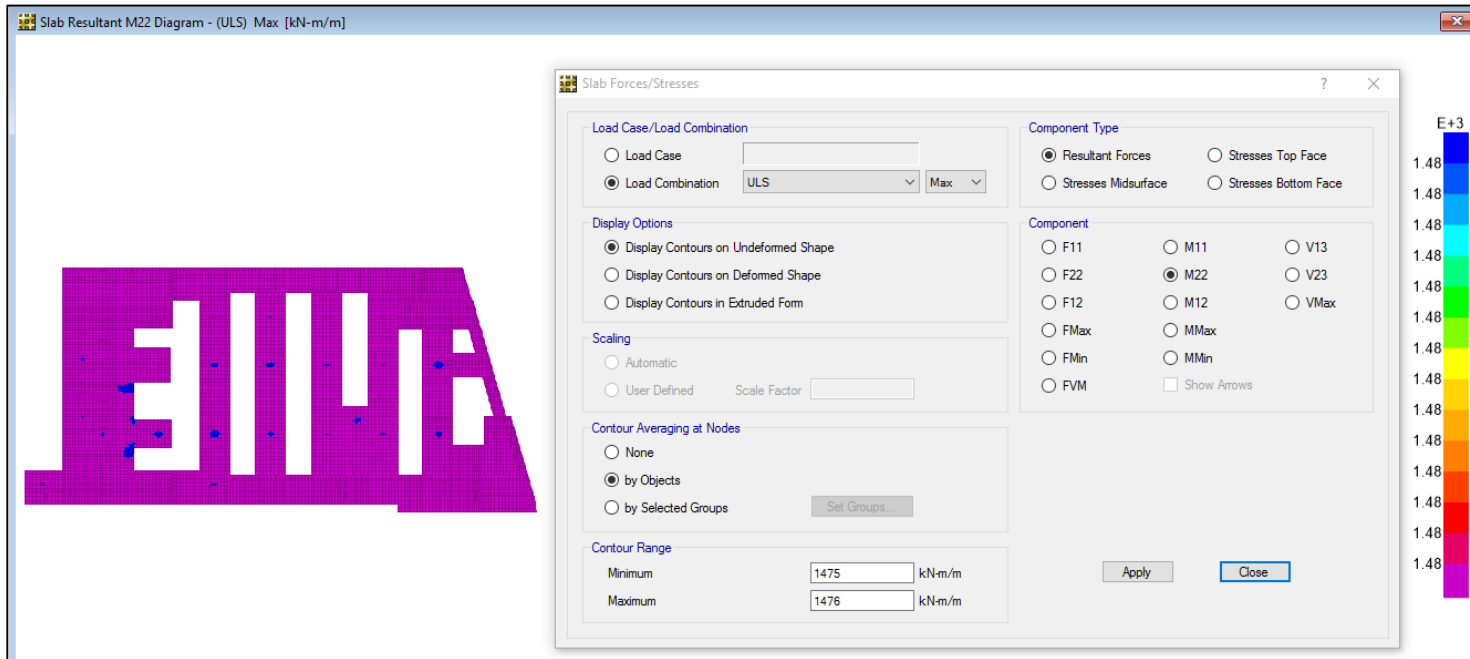 Slab Resultant M22 Diagram - (ULS) Max [kN-m/m]
Slab Forces/Stresses
?
Load Case/Load Combination
Load Case
Load Combination
ULS
Max
Display Options
Display Contours on Undeformed Shape
Display Contours on Deformed Shape
Display Contours in Extruded Form
Scaling
Automatic
User Defined Scale Factor
Contour Averaging at Nodes
None
by Objects
by Selected Groups Set Groups...
Contour Range
Minimum 1475 kN-m/m
Maximum 1476 kN-m/m
Component Type
Resultant Forces Stresses Top Face
Stresses Midsurface Stresses Bottom Face
Component
F11 M11 V13
F22 M22 V23
F12 M12 VMax
FMax MMax
FMin MMin
FVM Show Arrows
Apply Close
E+3
1.48
1.48
1.48
1.48
1.48
1.48
1.48
1.48
1.48
1.48
1.48
1.48
1.48
1.48